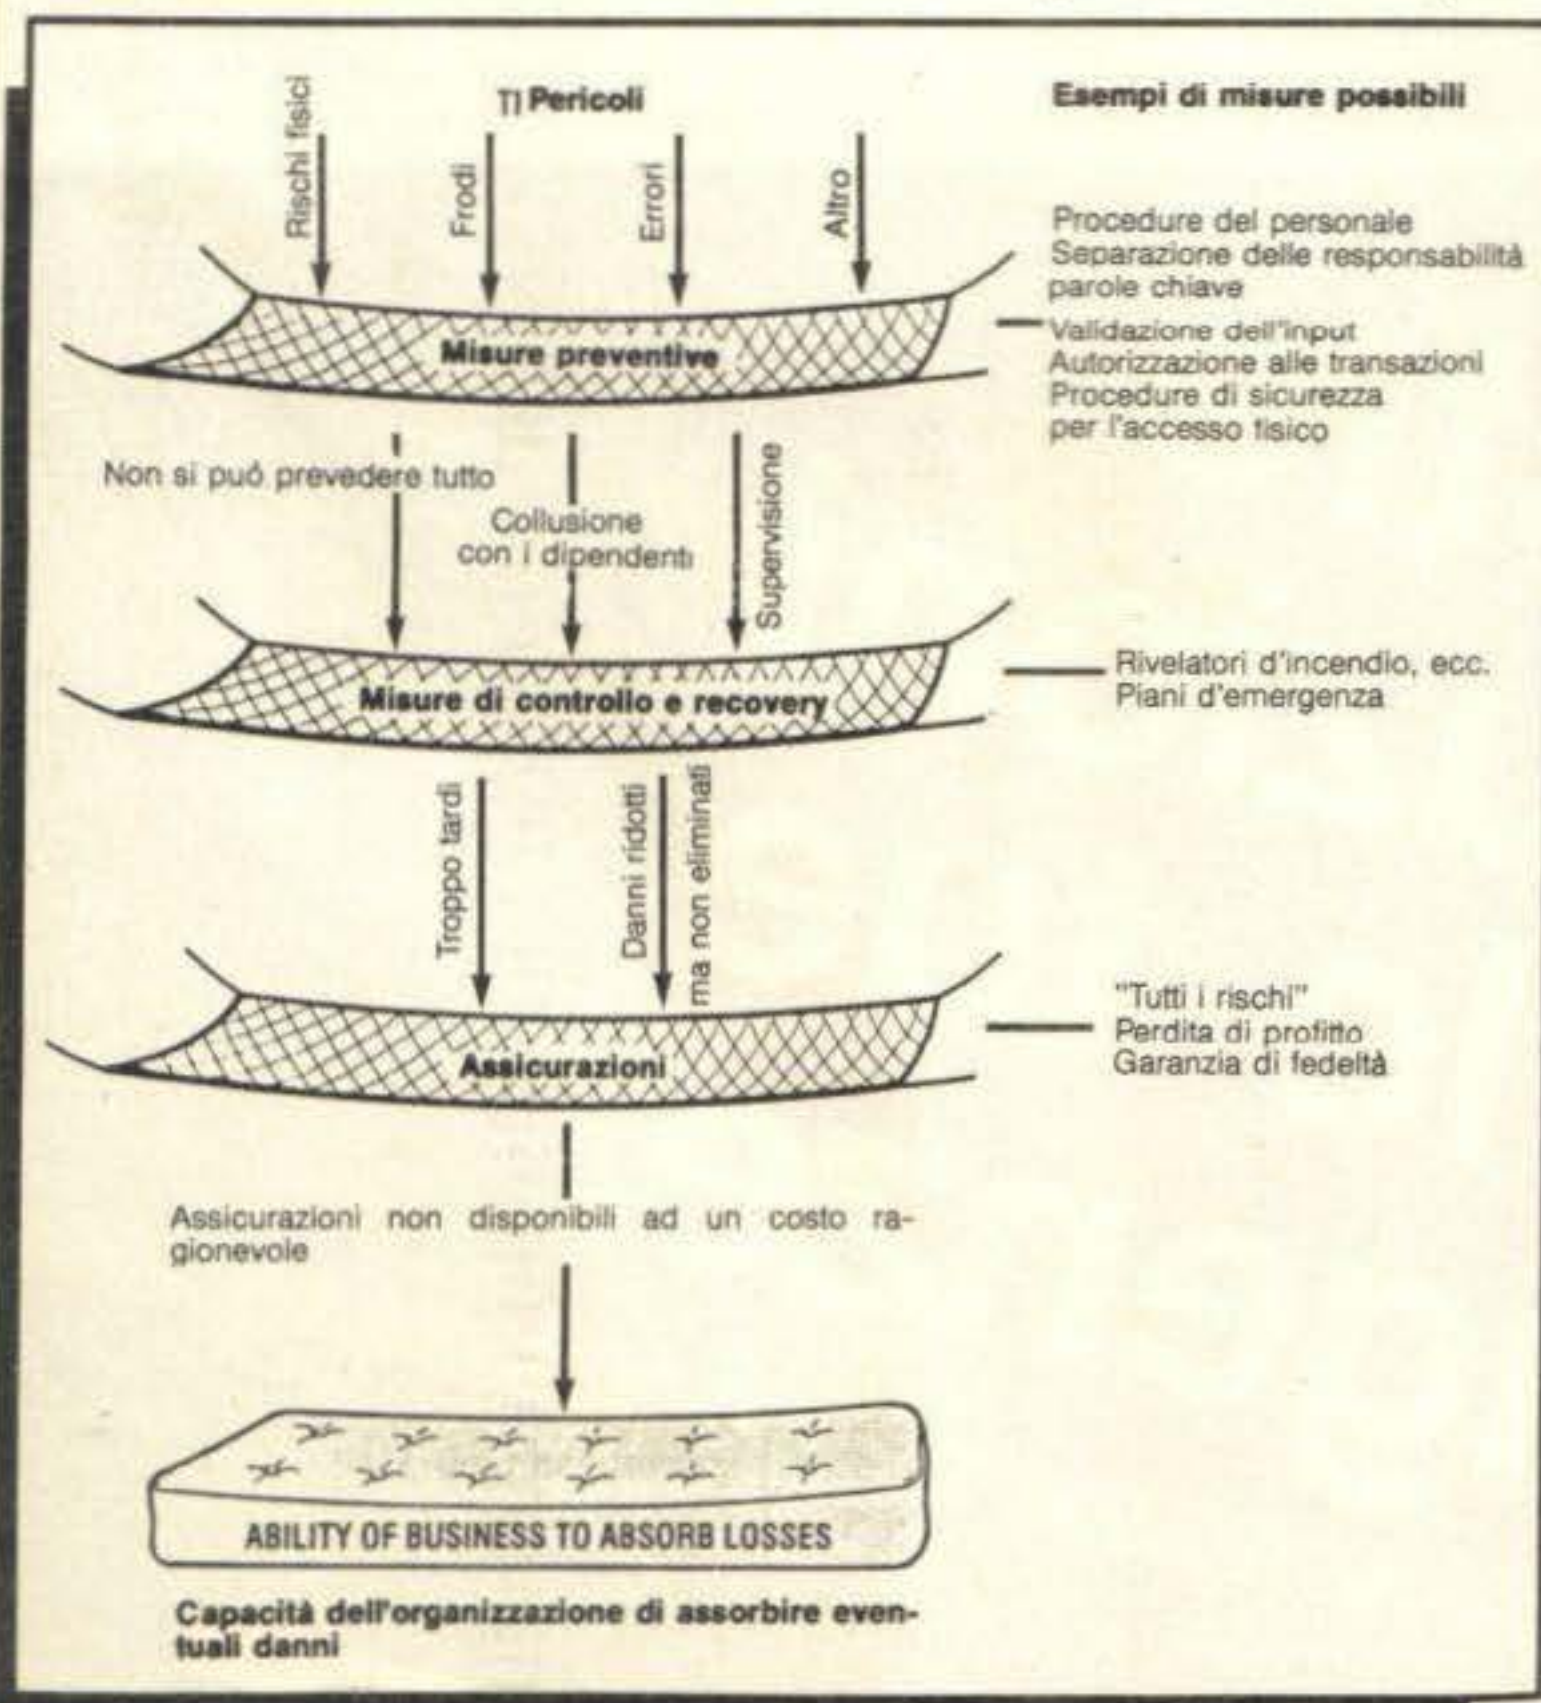 TI Pericoli
Esempi di misure possibili
Rischi fisici
Frodi
Errori
Altro
Procedure del personale
Separazione delle responsabilità
parole chiave
Validazione dell'input
Autorizzazione alle transazioni
Procedure di sicurezza
per l'accesso fisico
Misure preventive
Non si puó prevedere tutto
Collusione
con i dipendenti
Supervisione
Misure di controllo e recovery
Rivelatori d'incendio, ecc.
Piani d'emergenza
Troppo tardi
Danni ridotti
ma non eliminati
Assicurazioni
"Tutti i rischi"
Perdita di profitto
Garanzia di fedeltà
Assicurazioni non disponibili ad un costo ra-
gionevole
ABILITY OF BUSINESS TO ABSORB LOSSES
Capacità dell'organizzazione di assorbire even-
tuali danni